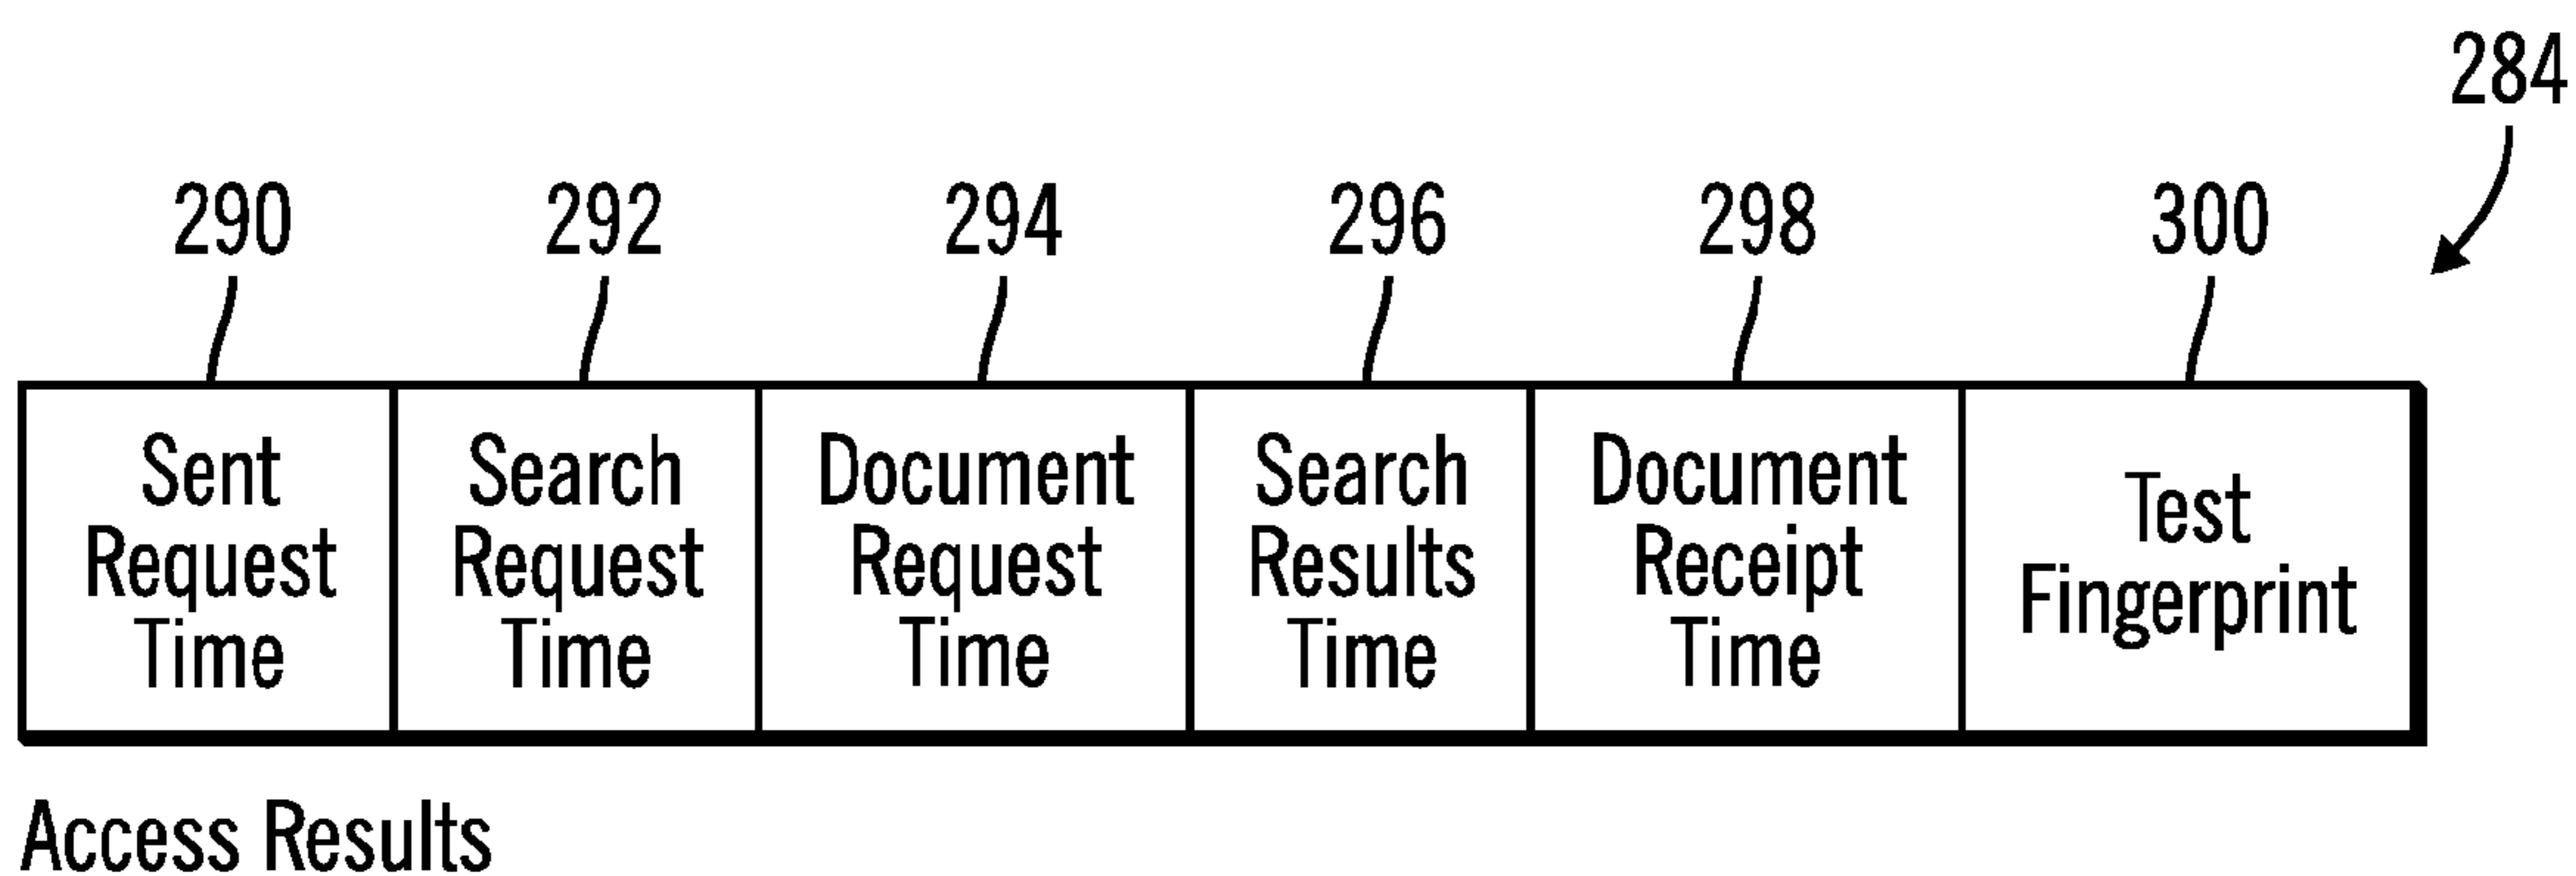 284
290 292 294 296 298 300
Sent Request Time
Search Request Time
Document Request Time
Search Results Time
Document Receipt Time
Test Fingerprint
Access Results